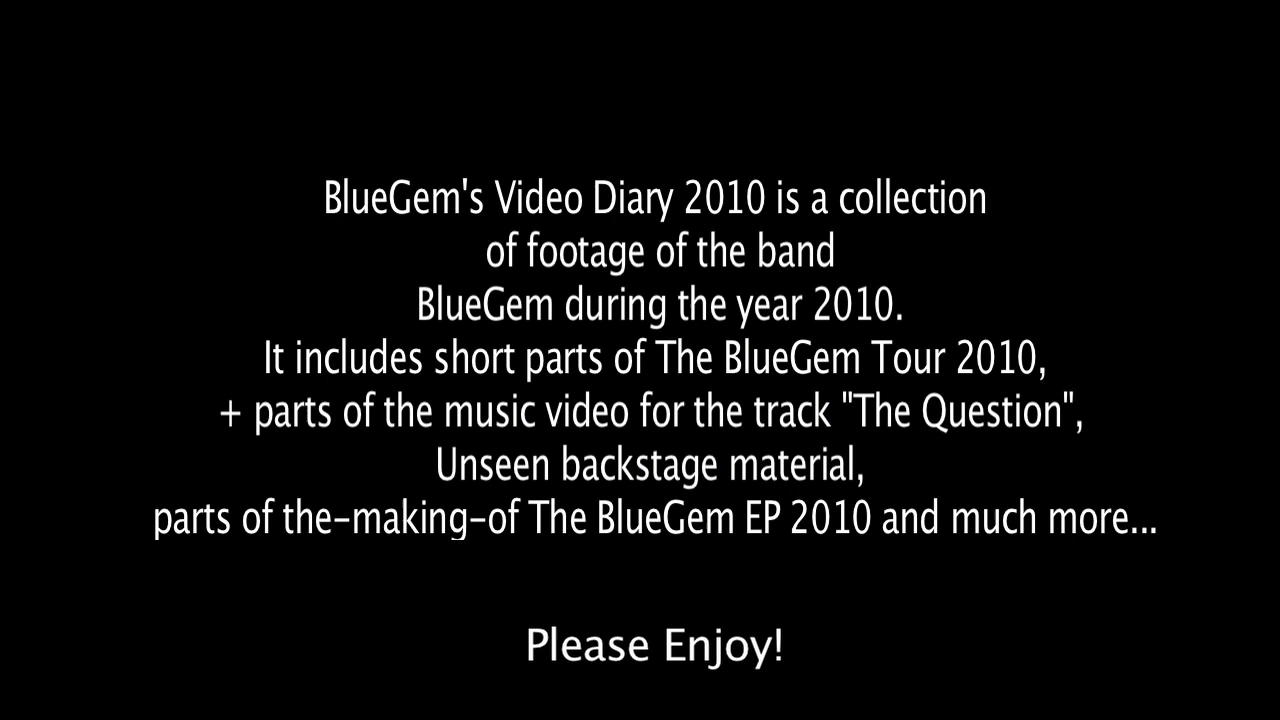 BlueGem's Video Diary 2010 is a collection
of footage of the band
BlueGem during the year 2010.
It includes short parts of The BlueGem Tour 2010,
+ parts of the music video for the track "The Question",
Unseen backstage material,
parts of the-making-of The BlueGem EP 2010 and much more...
Please Enjoy!